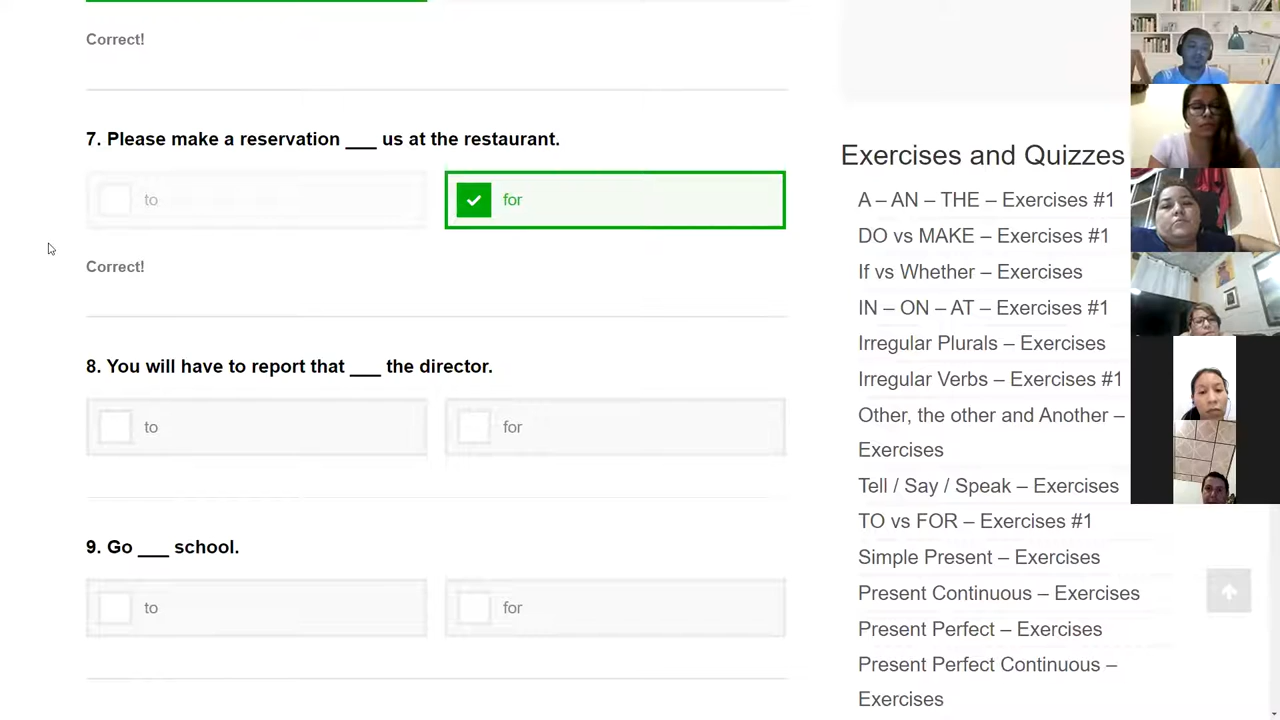 Correct!
7. Please make a reservation ___ us at the restaurant.
to
for
Correct!
8. You will have to report that ___ the director.
to
for
9. Go ___ school.
to
for
Exercises and Quizzes
A – AN – THE – Exercises #1
DO vs MAKE – Exercises #1
If vs Whether – Exercises
IN – ON – AT – Exercises #1
Irregular Plurals – Exercises
Irregular Verbs – Exercises #1
Other, the other and Another –
Exercises
Tell / Say / Speak – Exercises
TO vs FOR – Exercises #1
Simple Present – Exercises
Present Continuous – Exercises
Present Perfect – Exercises
Present Perfect Continuous –
Exercises